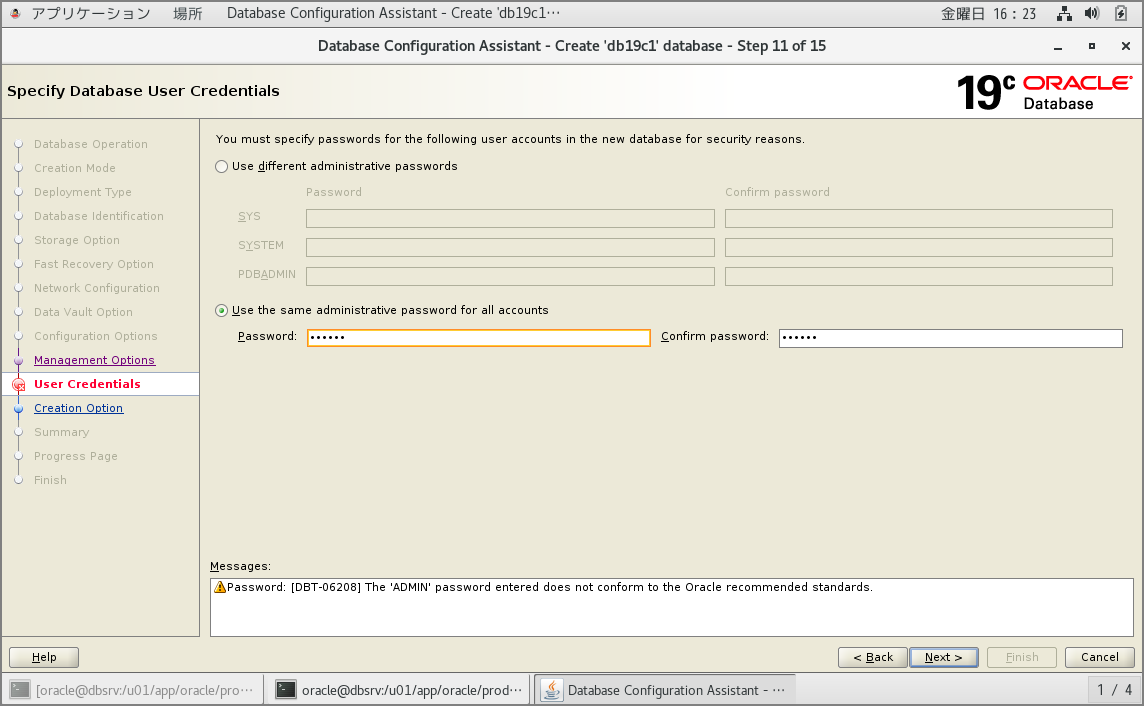 アプリケーション 場所 Database Configuration Assistant - Create 'db19c1… 金曜日 16：23
Database Configuration Assistant - Create 'db19c1' database - Step 11 of 15
Specify Database User Credentials
19c ORACLE Database
Database Operation
Creation Mode
Deployment Type
Database Identification
Storage Option
Fast Recovery Option
Network Configuration
Data Vault Option
Configuration Options
Management Options
User Credentials
Creation Option
Summary
Progress Page
Finish
You must specify passwords for the following user accounts in the new database for security reasons.
Use different administrative passwords
Password Confirm password
SYS
SYSTEM
PDBADMIN
Use the same administrative password for all accounts
Password: •••••• Confirm password: ••••••
Messages:
Password: [DBT-06208] The 'ADMIN' password entered does not conform to the Oracle recommended standards.
Help < Back Next > Finish Cancel
[oracle@dbsrv:/u01/app/oracle/pro… oracle@dbsrv:/u01/app/oracle/prod… Database Configuration Assistant - … 1 / 4